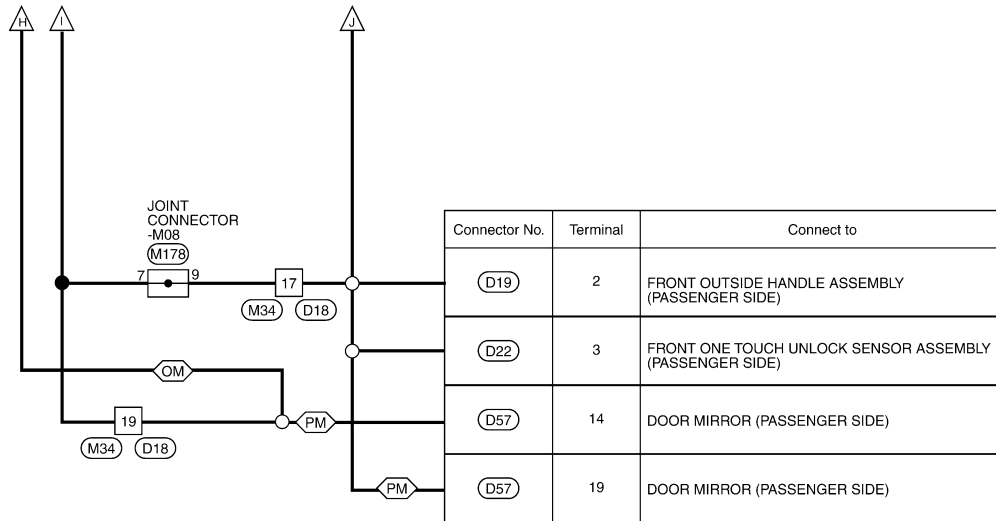 H I J
JOINT
CONNECTOR
-M08
M178
7 9
17
M34 D18
OM
19
PM
M34 D18
PM
Connector No. Terminal Connect to
D19 2 FRONT OUTSIDE HANDLE ASSEMBLY
(PASSENGER SIDE)
D22 3 FRONT ONE TOUCH UNLOCK SENSOR ASSEMBLY
(PASSENGER SIDE)
D57 14 DOOR MIRROR (PASSENGER SIDE)
D57 19 DOOR MIRROR (PASSENGER SIDE)